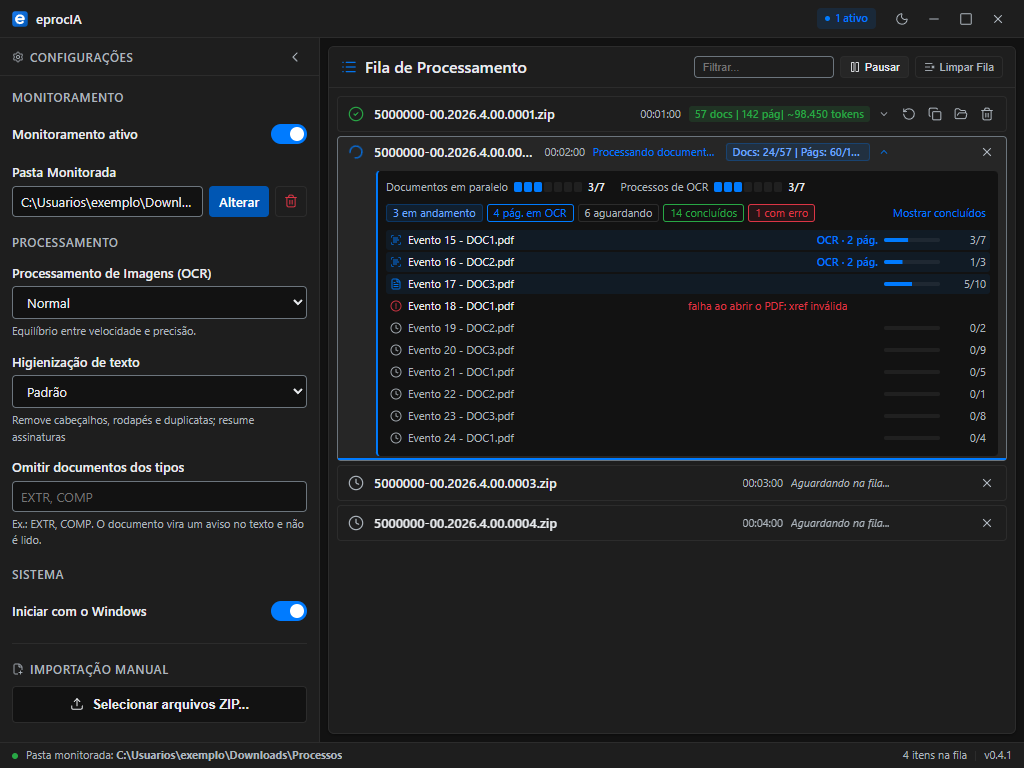 eprocIA
1 ativo
CONFIGURAÇÕES
MONITORAMENTO
Monitoramento ativo
Pasta Monitorada
C:\Usuarios\exemplo\Downl...
Alterar
PROCESSAMENTO
Processamento de Imagens (OCR)
Normal
Equilíbrio entre velocidade e precisão.
Higienização de texto
Padrão
Remove cabeçalhos, rodapés e duplicatas; resume
assinaturas
Omitir documentos dos tipos
EXTR, COMP
Ex.: EXTR, COMP. O documento vira um aviso no texto e não
é lido.
SISTEMA
Iniciar com o Windows
IMPORTAÇÃO MANUAL
Selecionar arquivos ZIP...
Fila de Processamento
Filtrar...
Pausar
Limpar Fila
5000000-00.2026.4.00.0001.zip 00:01:00 57 docs | 142 pág| ~98.450 tokens
5000000-00.2026.4.00.00... 00:02:00 Processando document... Docs: 24/57 | Págs: 60/1...
Documentos em paralelo 3/7 Processos de OCR 3/7
3 em andamento 4 pág. em OCR 6 aguardando 14 concluídos 1 com erro Mostrar concluídos
Evento 15 - DOC1.pdf OCR · 2 pág. 3/7
Evento 16 - DOC2.pdf OCR · 2 pág. 1/3
Evento 17 - DOC3.pdf 5/10
Evento 18 - DOC1.pdf falha ao abrir o PDF: xref inválida
Evento 19 - DOC2.pdf 0/2
Evento 20 - DOC3.pdf 0/9
Evento 21 - DOC1.pdf 0/5
Evento 22 - DOC2.pdf 0/1
Evento 23 - DOC3.pdf 0/8
Evento 24 - DOC1.pdf 0/4
5000000-00.2026.4.00.0003.zip 00:03:00 Aguardando na fila...
5000000-00.2026.4.00.0004.zip 00:04:00 Aguardando na fila...
Pasta monitorada: C:\Usuarios\exemplo\Downloads\Processos
4 itens na fila v0.4.1